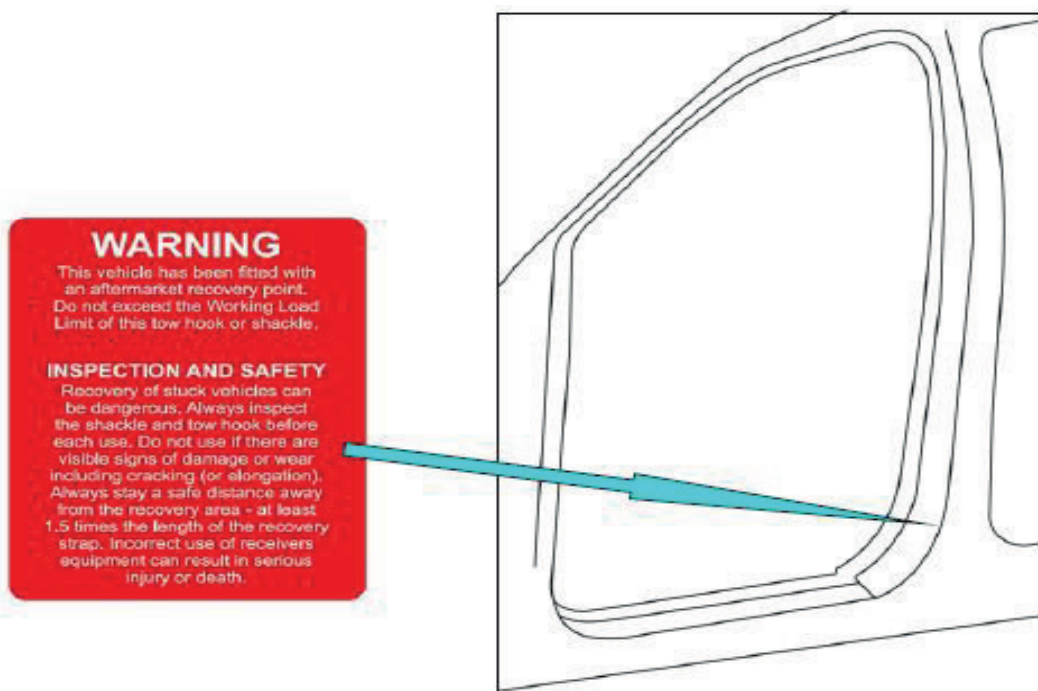 WARNING
This vehicle has been fitted with
an aftermarket recovery point.
Do not exceed the Working Load
Limit of this tow hook or shackle.
INSPECTION AND SAFETY
Recovery of stuck vehicles can
be dangerous. Always inspect
the shackle and tow hook before
each use. Do not use if there are
visible signs of damage or wear
including cracking (or elongation).
Always stay a safe distance away
from the recovery area - at least
1.5 times the length of the recovery
strap. Incorrect use of receivers
equipment can result in serious
injury or death.